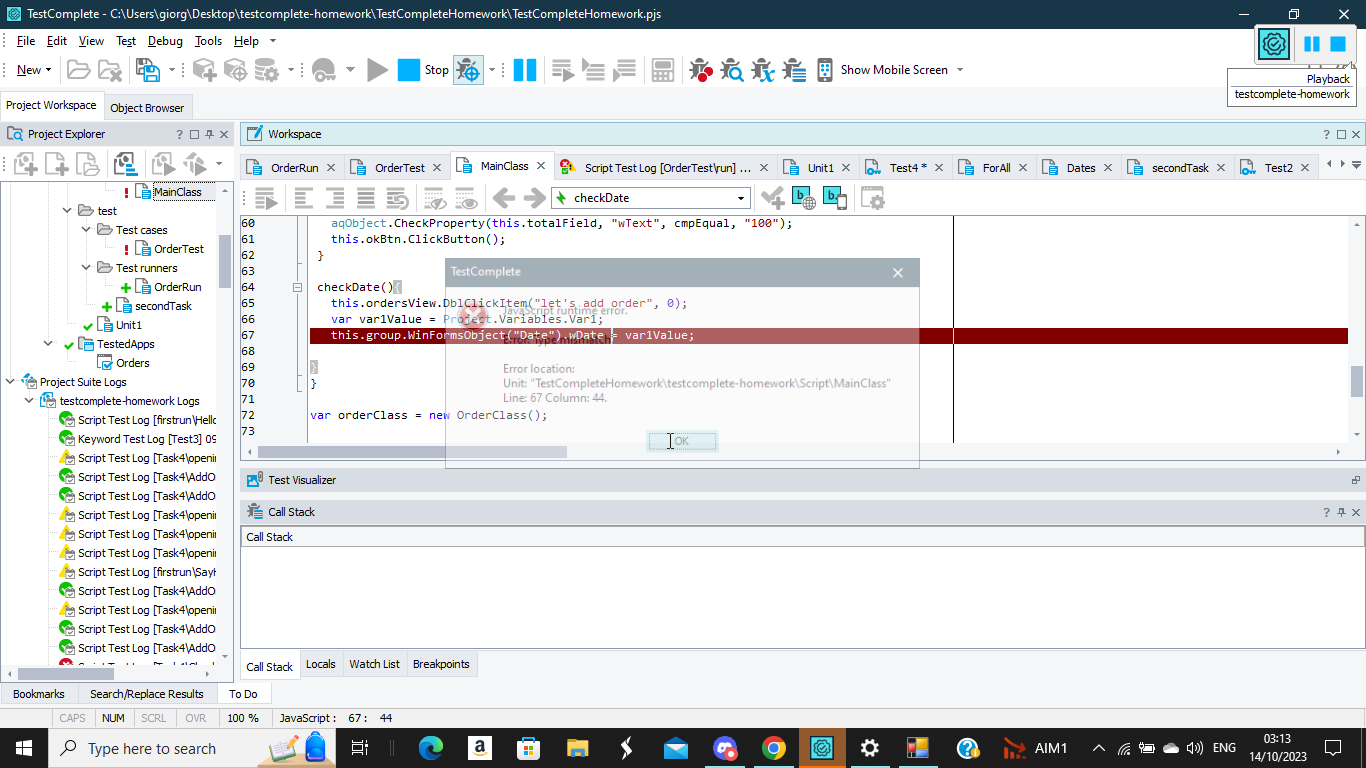 TestComplete - C:\Users\giorg\Desktop\testcomplete-homework\TestCompleteHomework\TestCompleteHomework.pjs
File Edit View Test Debug Tools Help
New Stop Show Mobile Screen
Playback
testcomplete-homework
Project Workspace Object Browser
Project Explorer ?
Workspace ?
OrderRun OrderTest MainClass Script Test Log [OrderTest\run] ... Unit1 Test4 * ForAll Dates secondTask Test2
checkDate
MainClass
test
Test cases
OrderTest
Test runners
OrderRun
secondTask
Unit1
TestedApps
Orders
Project Suite Logs
testcomplete-homework Logs
Script Test Log [firstrun\Hello
Keyword Test Log [Test3] 09
Script Test Log [Task4\openin
Script Test Log [Task4\AddO
Script Test Log [Task4\AddO
Script Test Log [Task4\openin
Script Test Log [Task4\openin
Script Test Log [Task4\openin
Script Test Log [firstrun\SayH
Script Test Log [Task4\AddO
Script Test Log [Task4\openin
Script Test Log [Task4\AddO
Script Test Log [Task4\AddO
60 aqObject.CheckProperty(this.totalField, "wText", cmpEqual, "100");
61 this.okBtn.ClickButton();
62 }
63
64 checkDate(){
65 this.ordersView.DblClickItem("let's add order", 0);
66 var var1Value = Project.Variables.Var1;
67 this.group.WinFormsObject("Date").wDate = var1Value;
68
69 }
70 }
71
72 var orderClass = new OrderClass();
73
TestComplete
JavaScript runtime error.
Error: Type mismatch
Error location:
Unit: "TestCompleteHomework\testcomplete-homework\Script\MainClass"
Line: 67 Column: 44.
OK
Test Visualizer
Call Stack ?
Call Stack
Call Stack Locals Watch List Breakpoints
Bookmarks Search/Replace Results To Do
CAPS NUM SCRL OVR 100 % JavaScript : 67 : 44
Type here to search
AIM1 ENG 03:13
14/10/2023